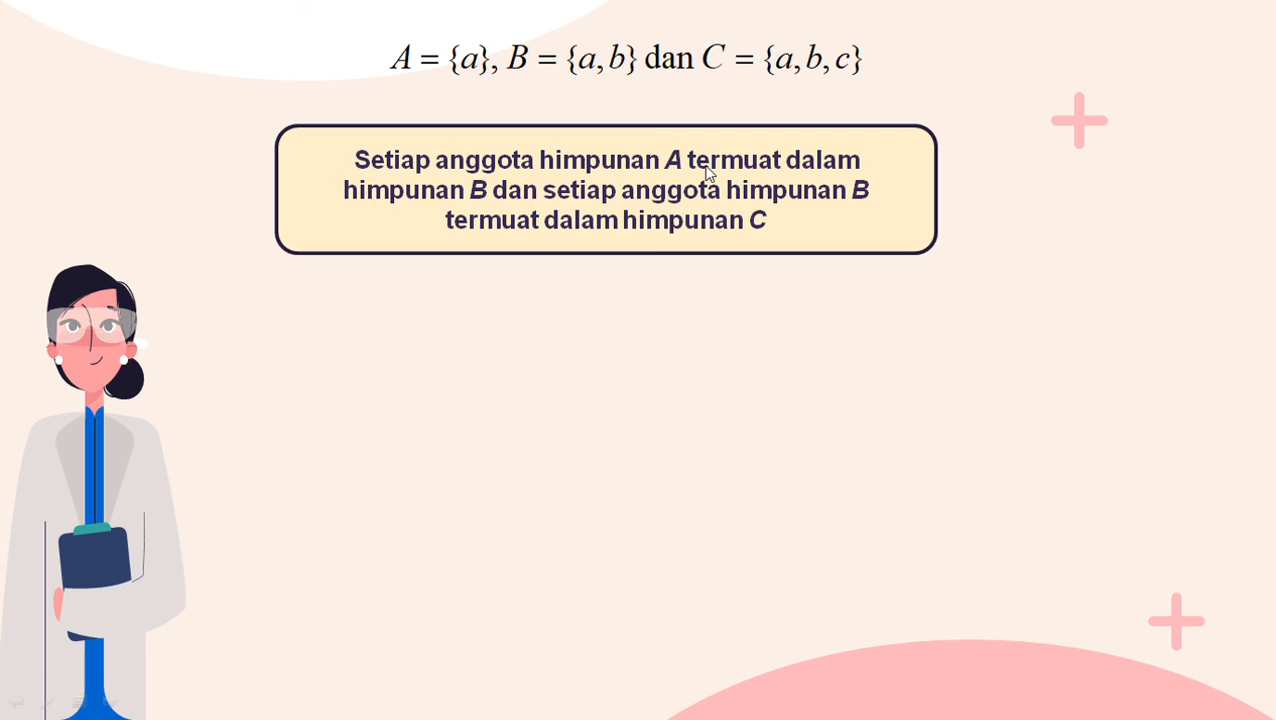 A = {a}, B = {a, b} dan C = {a, b, c}
Setiap anggota himpunan A termuat dalam
himpunan B dan setiap anggota himpunan B
termuat dalam himpunan C